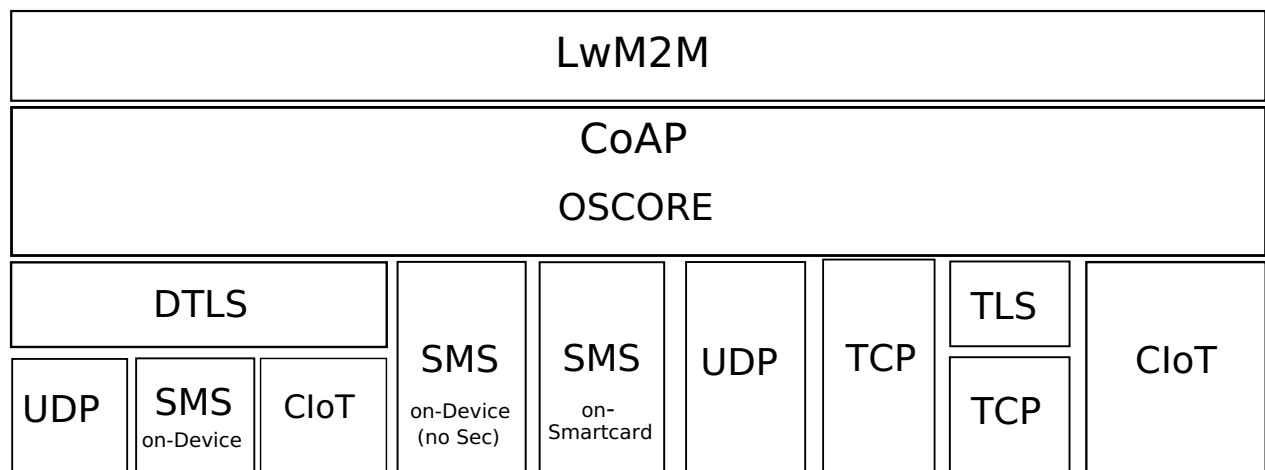 LwM2M
CoAP
OSCORE
DTLS
UDP
SMS
on-Device
CIoT
SMS
on-Device
(no Sec)
SMS
on-
Smartcard
UDP
TCP
TLS
TCP
CIoT